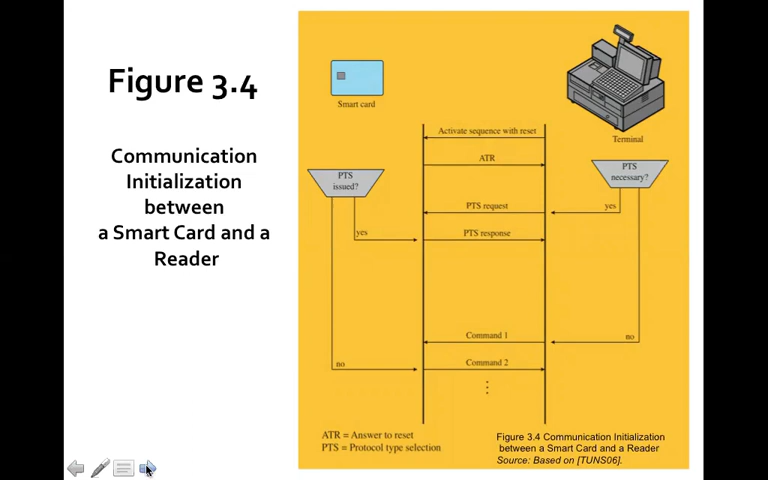 Figure 3.4
Communication
Initialization
between
a Smart Card and a
Reader
Smart card
Terminal
Activate sequence with reset
ATR
PTS
issued?
PTS
necessary?
PTS request
yes
yes
PTS response
Command 1
no
no
Command 2
ATR = Answer to reset
PTS = Protocol type selection
Figure 3.4 Communication Initialization
between a Smart Card and a Reader
Source: Based on [TUNS06].